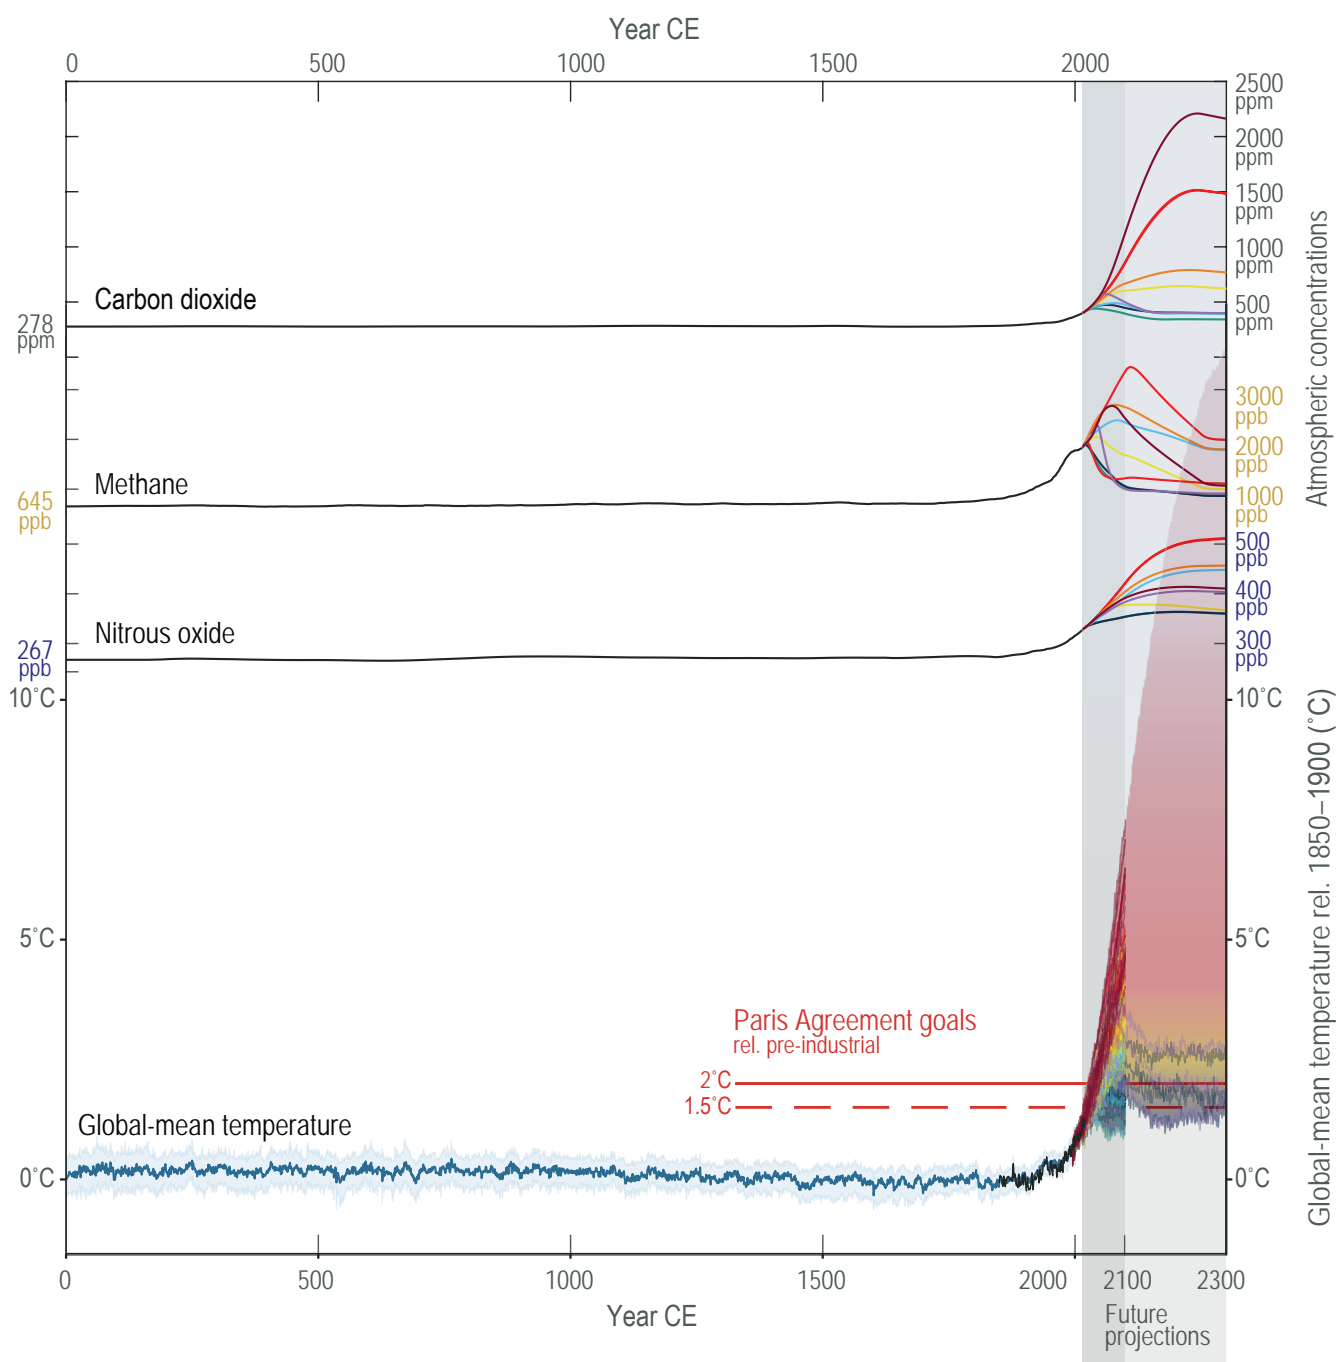 Year CE
0
500
1000
1500
2000
2500
ppm
2000
ppm
1500
ppm
1000
ppm
500
ppm
Atmospheric concentrations
Carbon dioxide
278
ppm
3000
ppb
2000
ppb
1000
ppb
Methane
645
ppb
500
ppb
400
ppb
300
ppb
Nitrous oxide
267
ppb
10°C
10°C
5°C
5°C
Global-mean temperature rel. 1850–1900 (°C)
Paris Agreement goals
rel. pre-industrial
2°C
1.5°C
Global-mean temperature
0°C
0°C
0
500
1000
1500
2000
2100
2300
Year CE
Future
projections